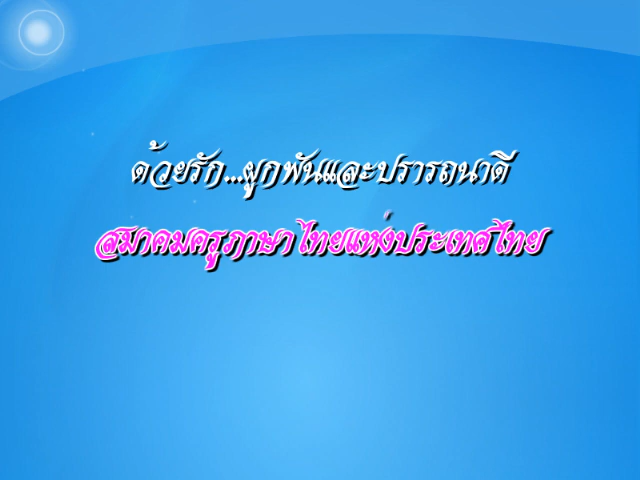 ด้วยรัก...ผูกพันและปรารถนาดี
สมาคมครูภาษาไทยแห่งประเทศไทย